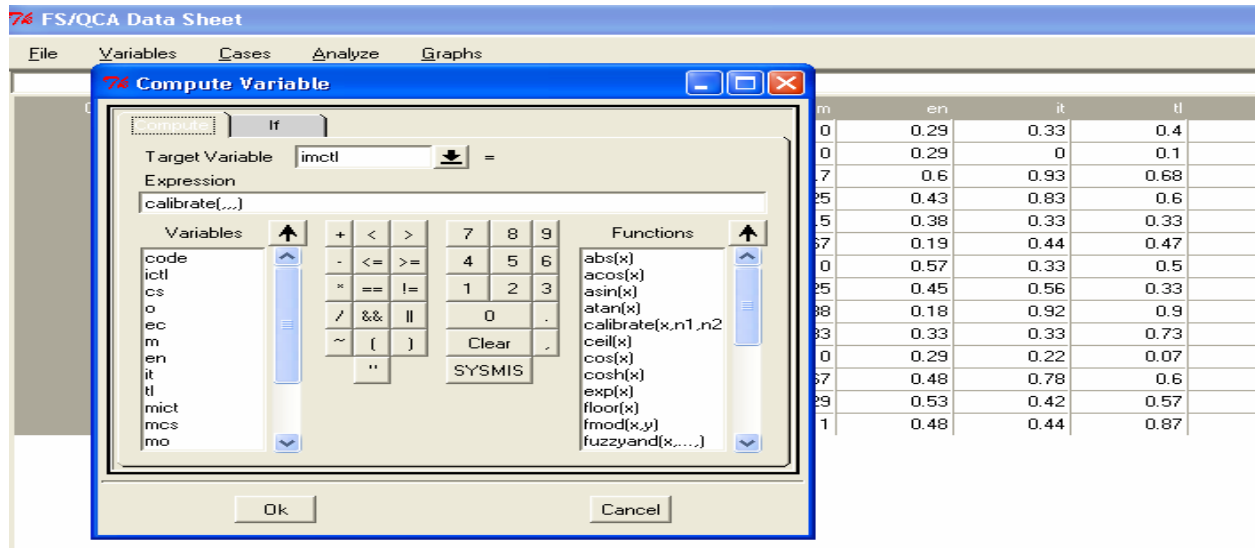 FS/QCA Data Sheet
File Variables Cases Analyze Graphs
Compute Variable
Compute If
Target Variable imctl =
Expression
calibrate(,,,)
Variables
code
ictl
cs
o
ec
m
en
it
tl
mict
mcs
mo
+ < >
- <= >=
* == !=
/ && ||
~ ( )
"
7 8 9
4 5 6
1 2 3
0 .
Clear ,
SYSMIS
Functions
abs(x)
acos(x)
asin(x)
atan(x)
calibrate(x,n1,n2
ceil(x)
cos(x)
cosh(x)
exp(x)
floor(x)
fmod(x,y)
fuzzyand(x,...,)
Ok Cancel
m en it tl
0 0.29 0.33 0.4
0 0.29 0 0.1
.7 0.6 0.93 0.68
25 0.43 0.83 0.6
.5 0.38 0.33 0.33
67 0.19 0.44 0.47
0 0.57 0.33 0.5
25 0.45 0.56 0.33
38 0.18 0.92 0.9
33 0.33 0.33 0.73
0 0.29 0.22 0.07
67 0.48 0.78 0.6
29 0.53 0.42 0.57
1 0.48 0.44 0.87